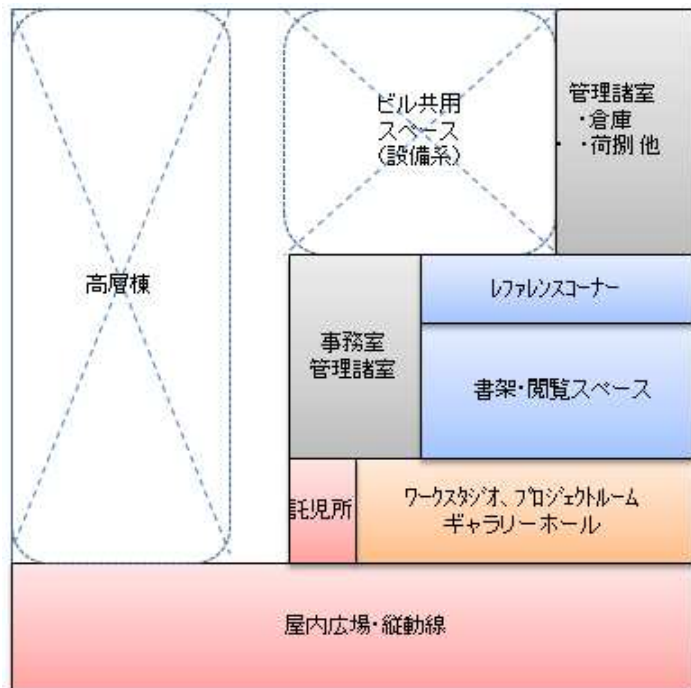 ビル共用
スペース
(設備系)
管理諸室
・倉庫
・荷捌 他
高層棟
レファレンスコーナー
事務室
管理諸室
書架・閲覧スペース
託児所
ワークスタジオ、プロジェクトルーム
ギャラリーホール
屋内広場・縦動線